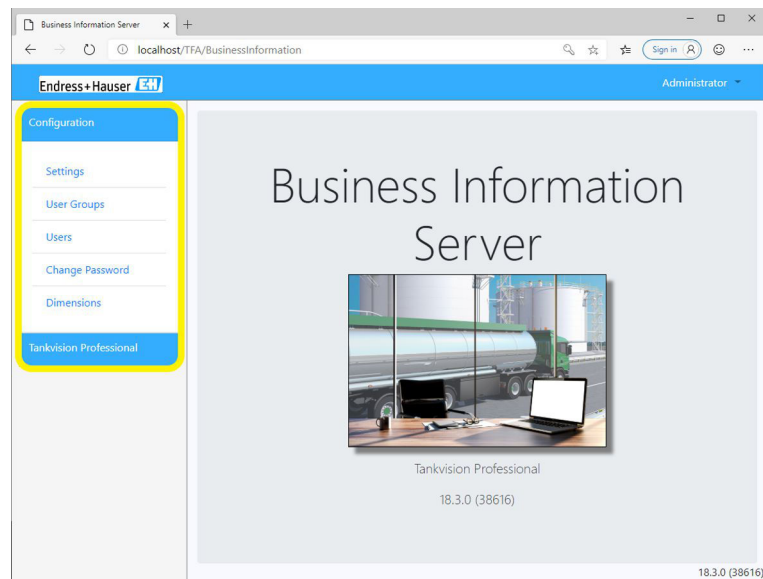 Business Information Server
localhost/TFA/BusinessInformation
Sign in
Endress+Hauser EH
Administrator
Configuration
Settings
User Groups
Users
Change Password
Dimensions
Tankvision Professional
Business Information
Server
Tankvision Professional
18.3.0 (38616)
18.3.0 (38616)